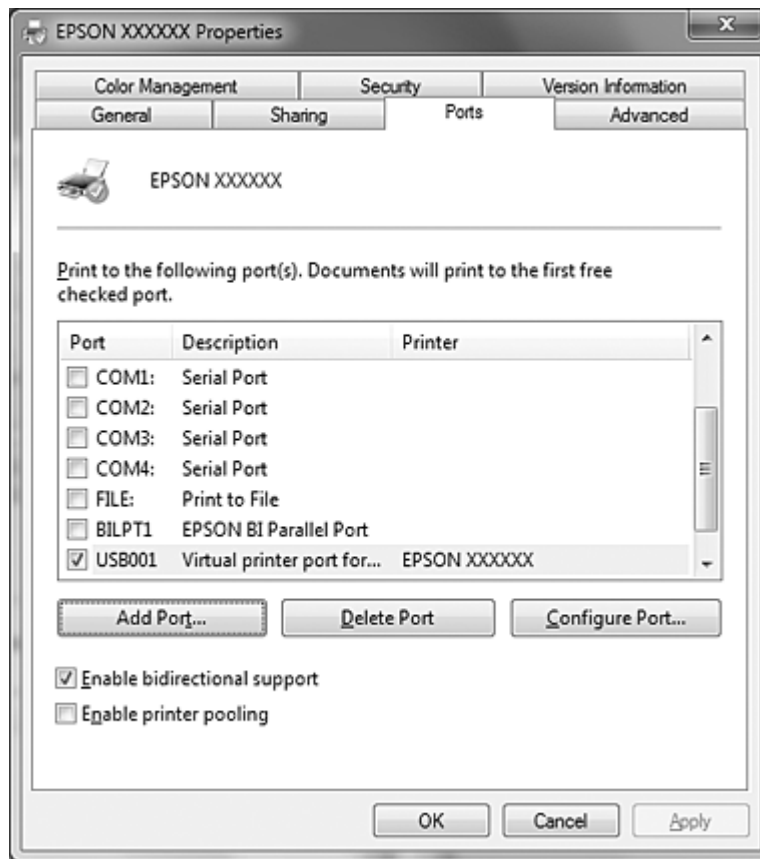 EPSON XXXXXX Properties
Color Management Security Version Information
General Sharing Ports Advanced
EPSON XXXXXX
Print to the following port(s). Documents will print to the first free
checked port.
Port Description Printer
COM1: Serial Port
COM2: Serial Port
COM3: Serial Port
COM4: Serial Port
FILE: Print to File
BILPT1 EPSON BI Parallel Port
USB001 Virtual printer port for... EPSON XXXXXX
Add Port... Delete Port Configure Port...
Enable bidirectional support
Enable printer pooling
OK Cancel Apply